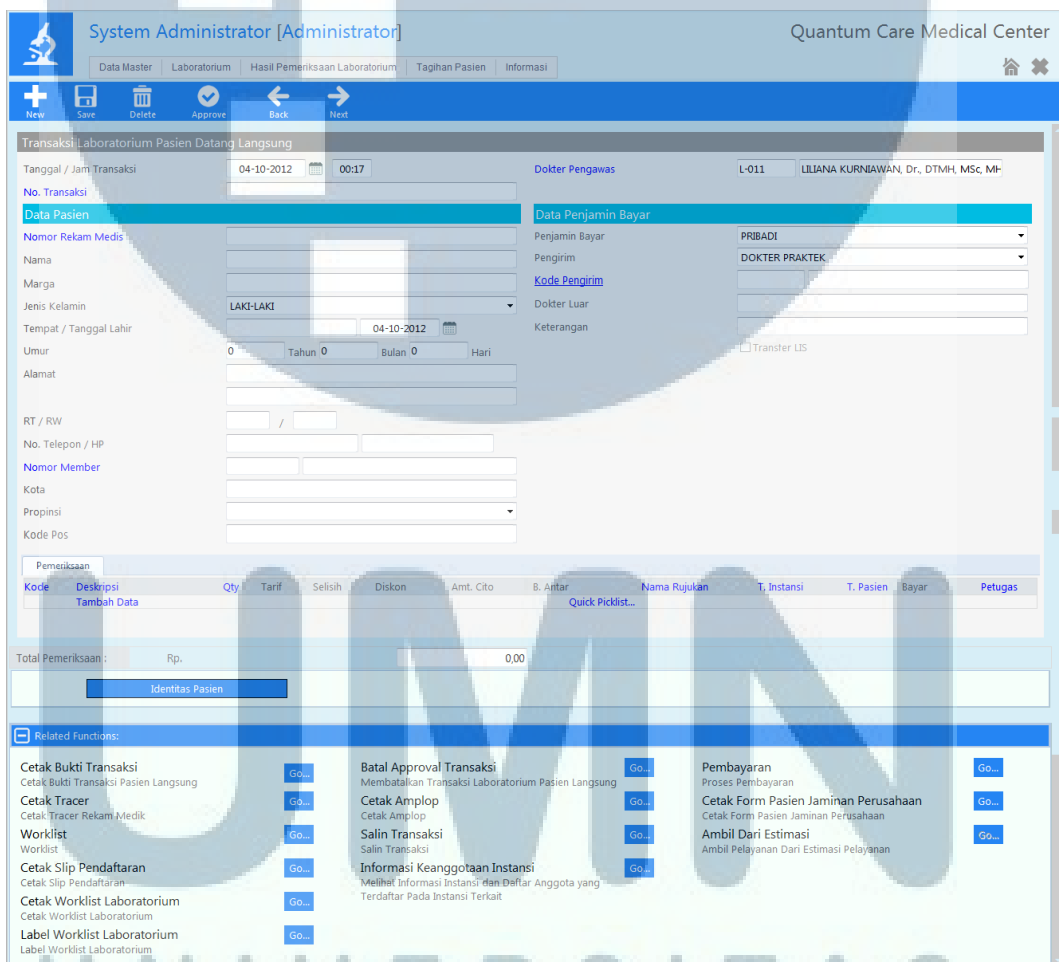 System Administrator [Administrator]
Quantum Care Medical Center
Data Master Laboratorium Hasil Pemeriksaan Laboratorium Tagihan Pasien Informasi
New Save Delete Approve Back Next
Transaksi Laboratorium Pasien Datang Langsung
Tanggal / Jam Transaksi 04-10-2012 00:17 Dokter Pengawas L-011 LILIANA KURNIAWAN, Dr., DTMH, MSc, MH
No. Transaksi
Data Pasien Data Penjamin Bayar
Nomor Rekam Medis Penjamin Bayar PRIBADI
Nama Pengirim DOKTER PRAKTEK
Marga Kode Pengirim
Jenis Kelamin LAKI-LAKI Dokter Luar
Tempat / Tanggal Lahir 04-10-2012 Keterangan
Umur 0 Tahun 0 Bulan 0 Hari Transfer LIS
Alamat
RT / RW /
No. Telepon / HP
Nomor Member
Kota
Propinsi
Kode Pos
Pemeriksaan
Kode Deskripsi Qty Tarif Selisih Diskon Amt. Cito B. Antar Nama Rujukan T. Instansi T. Pasien Bayar Petugas
Tambah Data Quick Picklist...
Total Pemeriksaan : Rp. 0,00
Identitas Pasien
Related Functions:
Cetak Bukti Transaksi Go... Batal Approval Transaksi Go... Pembayaran Go...
Cetak Bukti Transaksi Pasien Langsung Membatalkan Transaksi Laboratorium Pasien Langsung Proses Pembayaran
Cetak Tracer Go... Cetak Amplop Go... Cetak Form Pasien Jaminan Perusahaan Go...
Cetak Tracer Rekam Medik Cetak Amplop Cetak Form Pasien Jaminan Perusahaan
Worklist Go... Salin Transaksi Go... Ambil Dari Estimasi Go...
Worklist Salin Transaksi Ambil Pelayanan Dari Estimasi Pelayanan
Cetak Slip Pendaftaran Go... Informasi Keanggotaan Instansi Go...
Cetak Slip Pendaftaran Melihat Informasi Instansi dan Daftar Anggota yang
Terdaftar Pada Instansi Terkait
Cetak Worklist Laboratorium Go...
Cetak Worklist Laboratorium
Label Worklist Laboratorium Go...
Label Worklist Laboratorium
UMN